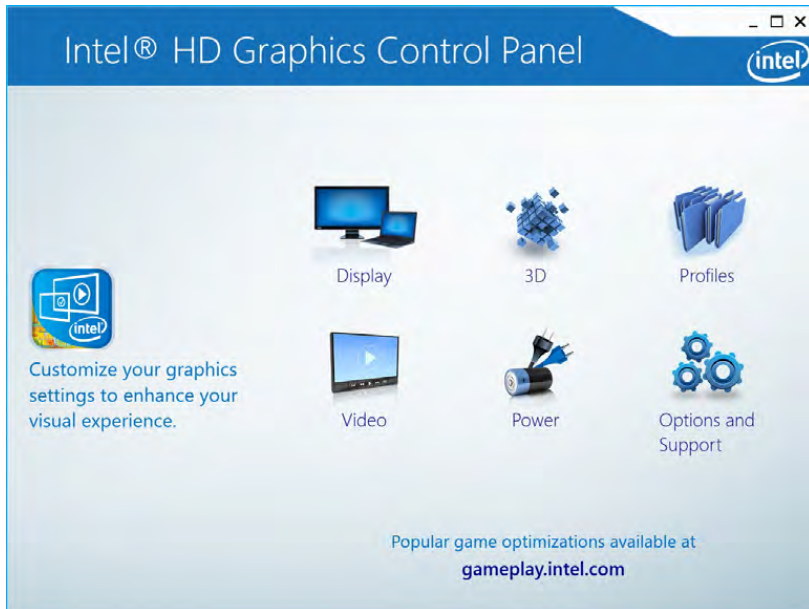 Intel® HD Graphics Control Panel
intel
Display
3D
Profiles
intel
Customize your graphics
settings to enhance your
visual experience.
Video
Power
Options and
Support
Popular game optimizations available at
gameplay.intel.com